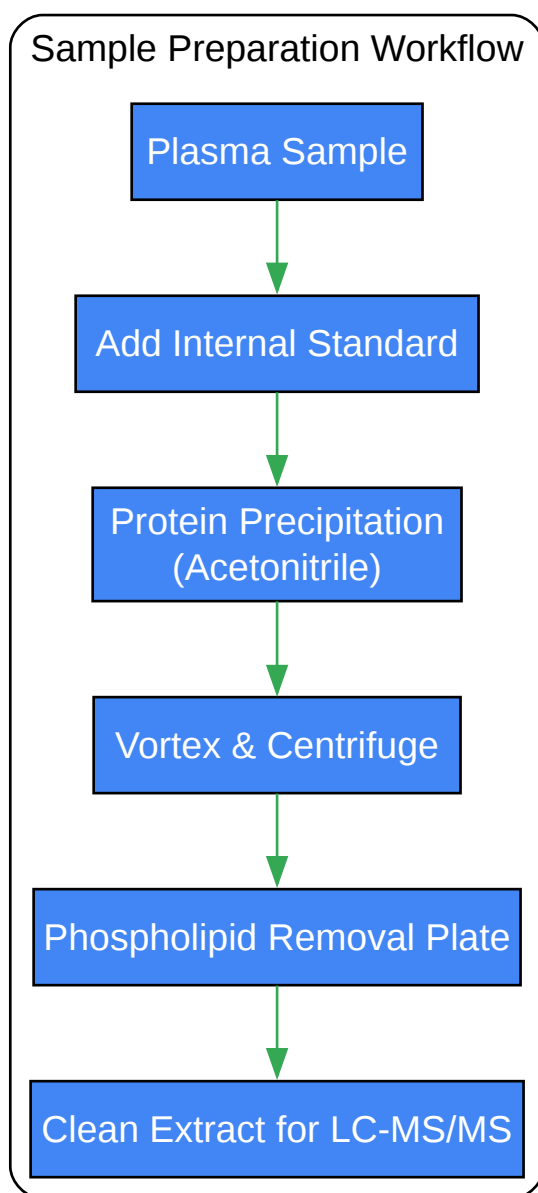 Sample Preparation Workflow
Plasma Sample
Add Internal Standard
Protein Precipitation
(Acetonitrile)
Vortex & Centrifuge
Phospholipid Removal Plate
Clean Extract for LC-MS/MS